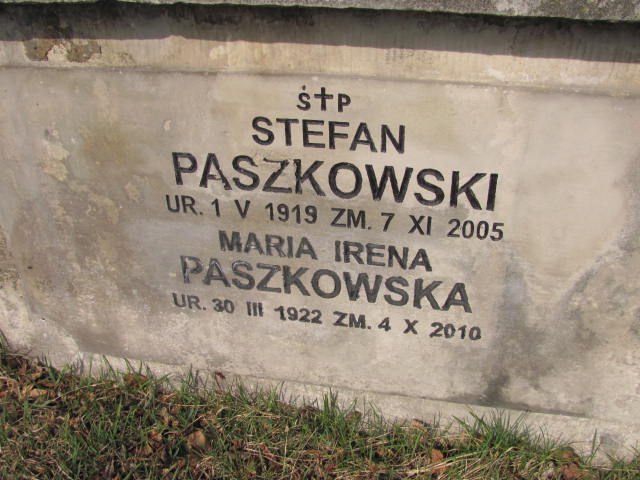 Ś†P
STEFAN
PASZKOWSKI
UR. 1 V 1919 ZM. 7 XI 2005
MARIA IRENA
PASZKOWSKA
UR. 30 III 1922 ZM. 4 X 2010